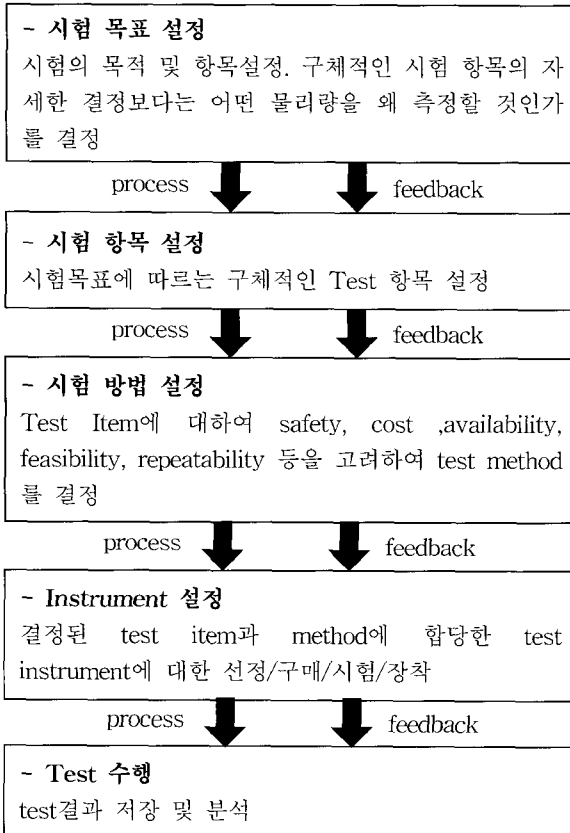 ~ 시험 목표 설정
시험의 목적 및 항목설정. 구체적인 시험 항목의 자
세한 결정보다는 어떤 물리량을 왜 측정할 것인가
를 결정
process feedback
~ 시험 항목 설정
시험목표에 따르는 구체적인 Test 항목 설정
process feedback
~ 시험 방법 설정
Test Item에 대하여 safety, cost ,availability,
feasibility, repeatability 등을 고려하여 test method
를 결정
process feedback
~ Instrument 설정
결정된 test item과 method에 합당한 test
instrument에 대한 선정/구매/시험/장착
process feedback
~ Test 수행
test결과 저장 및 분석